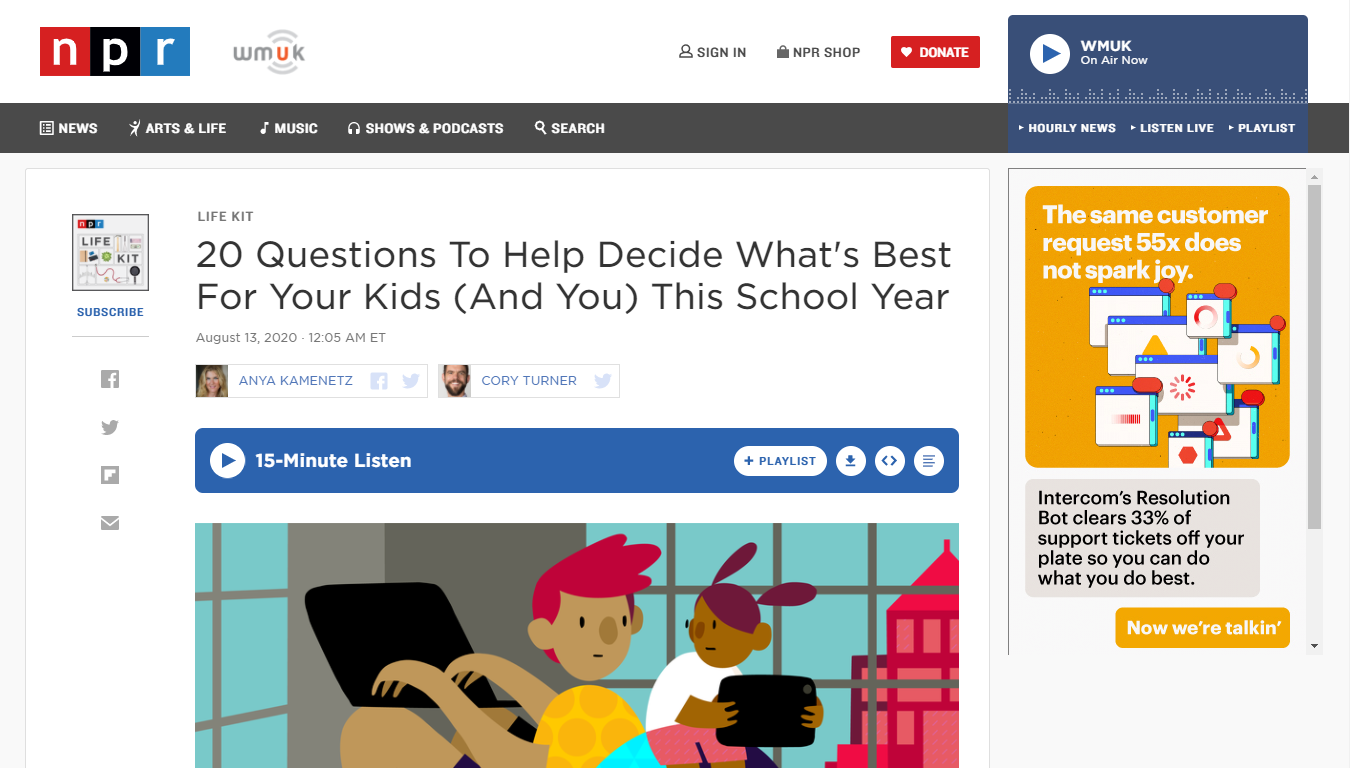 npr
wmuk
SIGN IN
NPR SHOP
DONATE
WMUK
On Air Now
NEWS
ARTS & LIFE
MUSIC
SHOWS & PODCASTS
SEARCH
HOURLY NEWS
LISTEN LIVE
PLAYLIST
npr
LIFE
KIT
SUBSCRIBE
LIFE KIT
20 Questions To Help Decide What's Best
For Your Kids (And You) This School Year
August 13, 2020 · 12:05 AM ET
ANYA KAMENETZ
CORY TURNER
15-Minute Listen
+ PLAYLIST
The same customer
request 55x does
not spark joy.
Intercom’s Resolution
Bot clears 33% of
support tickets off your
plate so you can do
what you do best.
Now we’re talkin’